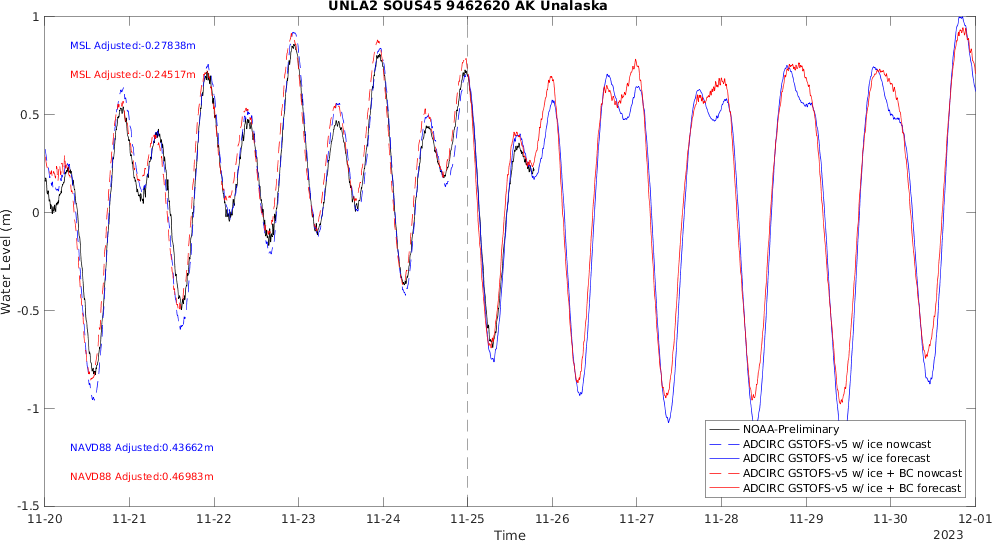 UNLA2 SOUS45 9462620 AK Unalaska
1
0.5
0
-0.5
-1
-1.5
Water Level (m)
MSL Adjusted:-0.27838m
MSL Adjusted:-0.24517m
NAVD88 Adjusted:0.43662m
NAVD88 Adjusted:0.46983m
NOAA-Preliminary
ADCIRC GSTOFS-v5 w/ ice nowcast
ADCIRC GSTOFS-v5 w/ ice forecast
ADCIRC GSTOFS-v5 w/ ice + BC nowcast
ADCIRC GSTOFS-v5 w/ ice + BC forecast
11-20 11-21 11-22 11-23 11-24 11-25 11-26 11-27 11-28 11-29 11-30 12-01
Time
2023